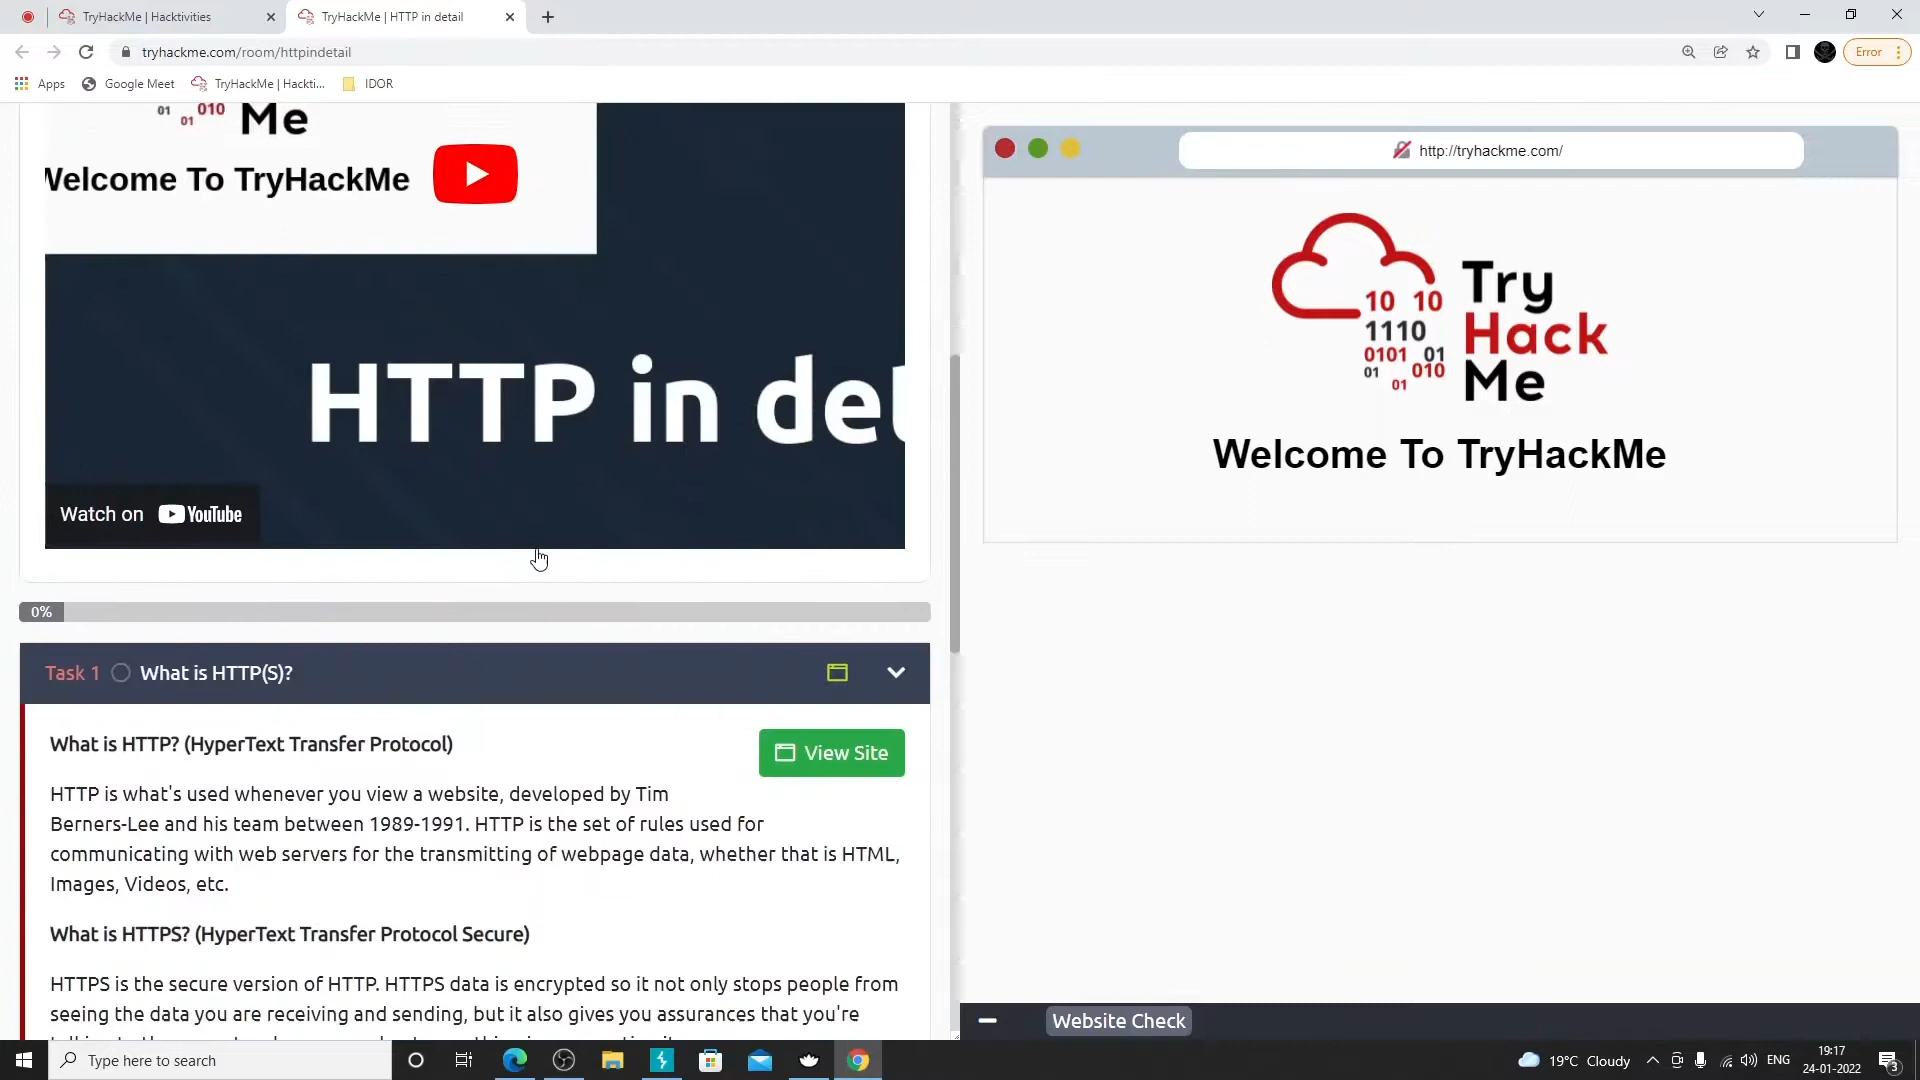 TryHackMe | Hacktivities
TryHackMe | HTTP in detail
tryhackme.com/room/httpindetail
Error
Apps
Google Meet
TryHackMe | Hackti...
IDOR
01 010
01
Me
Welcome To TryHackMe
HTTP in det
Watch on YouTube
0%
Task 1 What is HTTP(S)?
What is HTTP? (HyperText Transfer Protocol)
View Site
HTTP is what's used whenever you view a website, developed by Tim
Berners-Lee and his team between 1989-1991. HTTP is the set of rules used for
communicating with web servers for the transmitting of webpage data, whether that is HTML,
Images, Videos, etc.
What is HTTPS? (HyperText Transfer Protocol Secure)
HTTPS is the secure version of HTTP. HTTPS data is encrypted so it not only stops people from
seeing the data you are receiving and sending, but it also gives you assurances that you're
http://tryhackme.com/
10 10
1110
0101 01
01 010
01
Try
Hack
Me
Welcome To TryHackMe
Website Check
Type here to search
19°C Cloudy
ENG
19:17
24-01-2022
3